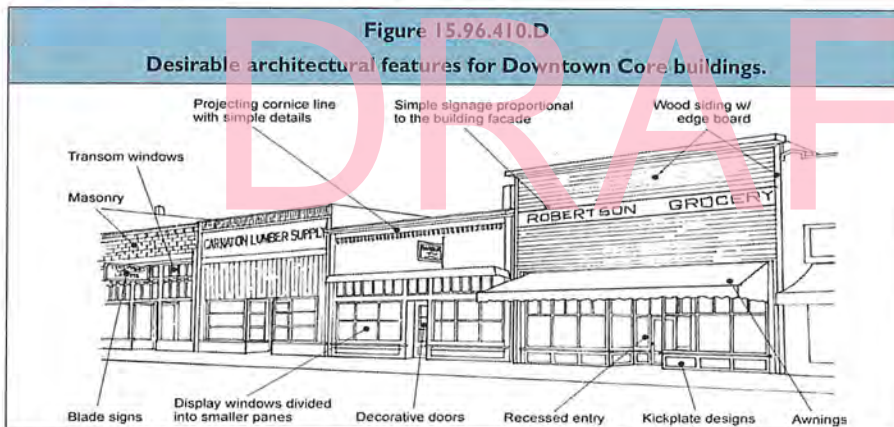 Figure 15.96.410.D
Desirable architectural features for Downtown Core buildings.
DRAF
Projecting cornice line
with simple details
Simple signage proportional
to the building facade
Wood siding w/
edge board
Transom windows
Masonry
CARNATION LUMBER SUPPLY
ROBERTSON GROCERY
Blade signs
Display windows divided
into smaller panes
Decorative doors
Recessed entry
Kickplate designs
Awnings